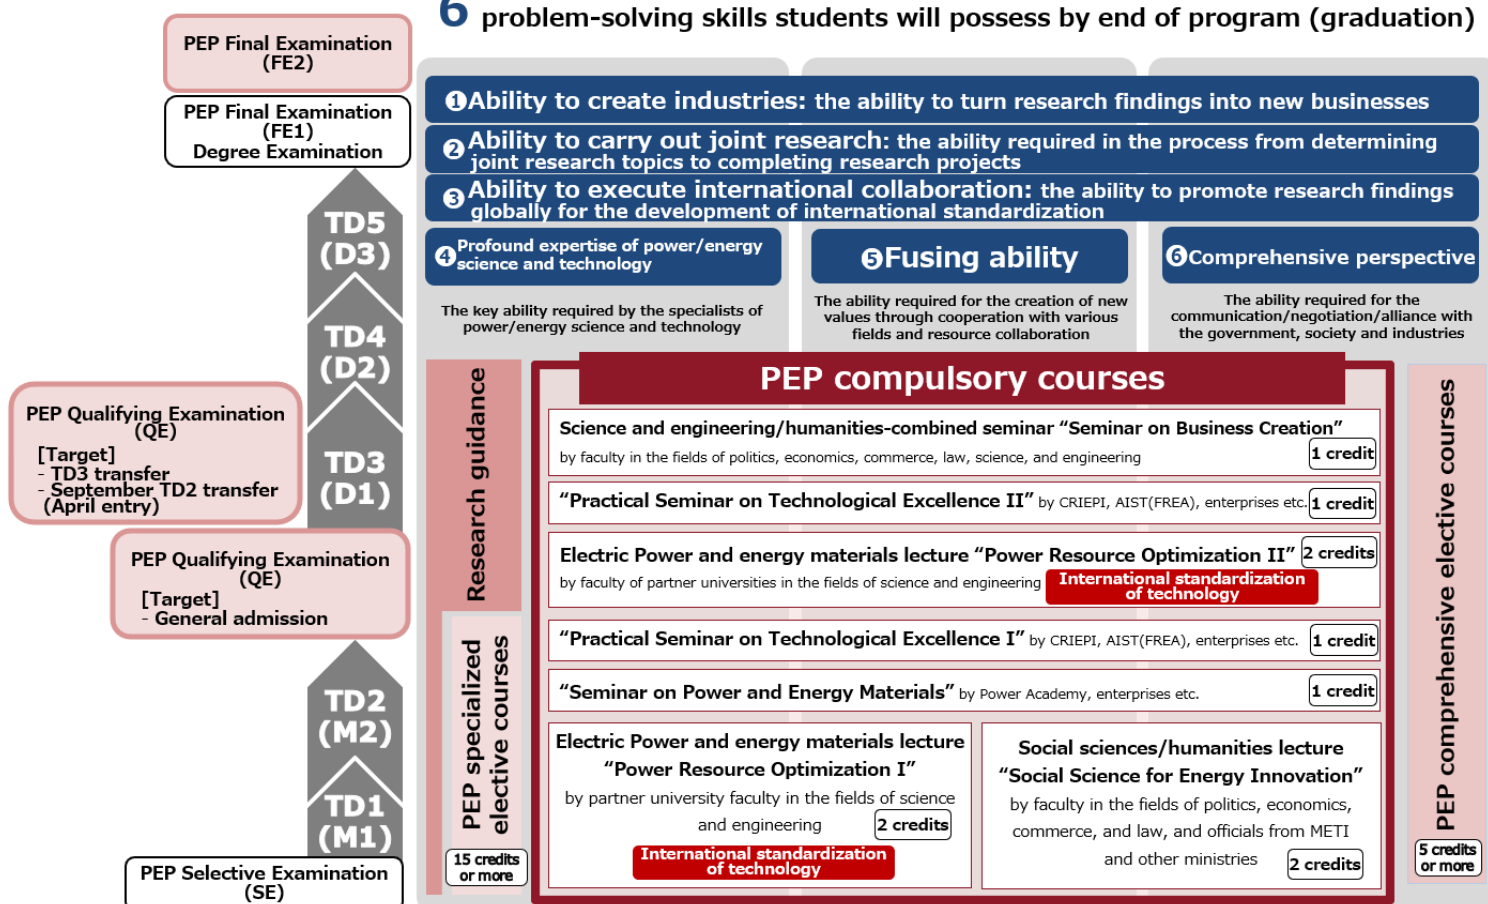 6 problem-solving skills students will possess by end of program (graduation)
PEP Final Examination
(FE2)
PEP Final Examination
(FE1)
Degree Examination
TD5
(D3)
TD4
(D2)
TD3
(D1)
PEP Qualifying Examination
(QE)
[Target]
- TD3 transfer
- September TD2 transfer
(April entry)
PEP Qualifying Examination
(QE)
[Target]
- General admission
TD2
(M2)
TD1
(M1)
PEP Selective Examination
(SE)
❶Ability to create industries: the ability to turn research findings into new businesses
❷Ability to carry out joint research: the ability required in the process from determining
joint research topics to completing research projects
❸Ability to execute international collaboration: the ability to promote research findings
globally for the development of international standardization
❹Profound expertise of power/energy
science and technology
The key ability required by the specialists of
power/energy science and technology
❺Fusing ability
The ability required for the creation of new
values through cooperation with various
fields and resource collaboration
❻Comprehensive perspective
The ability required for the
communication/negotiation/alliance with
the government, society and industries
Research guidance
PEP specialized
elective courses
15 credits
or more
PEP compulsory courses
Science and engineering/humanities-combined seminar “Seminar on Business Creation”
by faculty in the fields of politics, economics, commerce, law, science, and engineering
1 credit
“Practical Seminar on Technological Excellence II” by CRIEPI, AIST(FREA), enterprises etc.
1 credit
Electric Power and energy materials lecture “Power Resource Optimization II”
2 credits
by faculty of partner universities in the fields of science and engineering
International standardization
of technology
“Practical Seminar on Technological Excellence I” by CRIEPI, AIST(FREA), enterprises etc.
1 credit
“Seminar on Power and Energy Materials” by Power Academy, enterprises etc.
1 credit
Electric Power and energy materials lecture
“Power Resource Optimization I”
by partner university faculty in the fields of science
and engineering
2 credits
International standardization
of technology
Social sciences/humanities lecture
“Social Science for Energy Innovation”
by faculty in the fields of politics, economics,
commerce, and law, and officials from METI
and other ministries
2 credits
PEP comprehensive elective courses
5 credits
or more